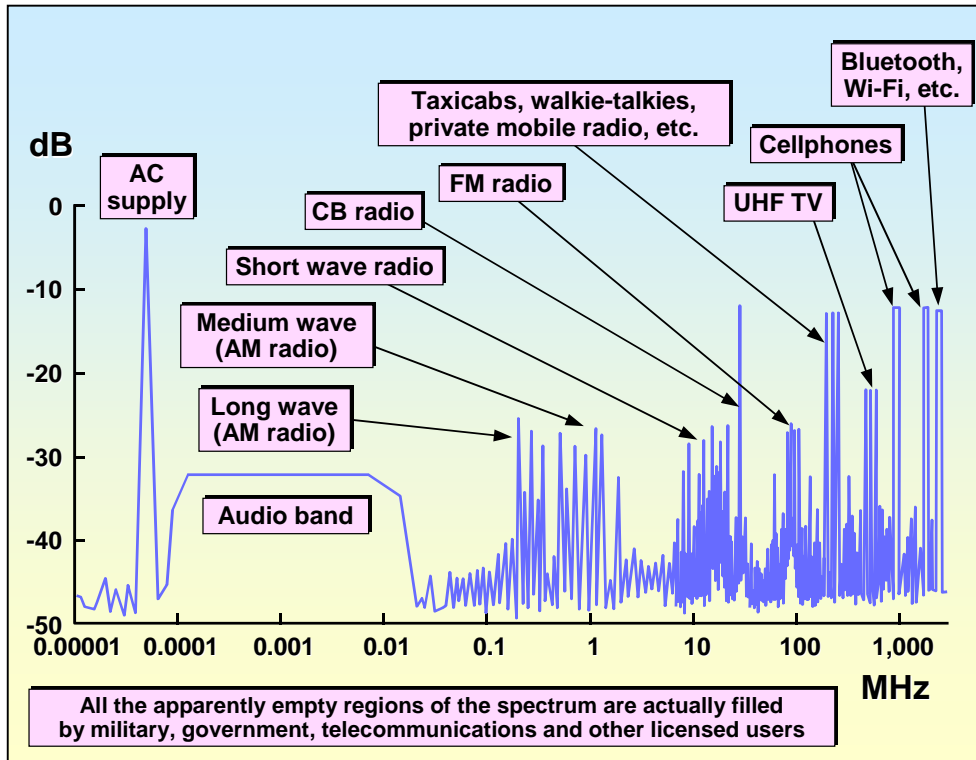 Bluetooth,
Wi-Fi, etc.
Taxicabs, walkie-talkies,
private mobile radio, etc.
Cellphones
dB
AC
supply
FM radio
UHF TV
CB radio
Short wave radio
Medium wave
(AM radio)
Long wave
(AM radio)
Audio band
0
-10
-20
-30
-40
-50
0.00001
0.0001
0.001
0.01
0.1
1
10
100
1,000
MHz
All the apparently empty regions of the spectrum are actually filled
by military, government, telecommunications and other licensed users